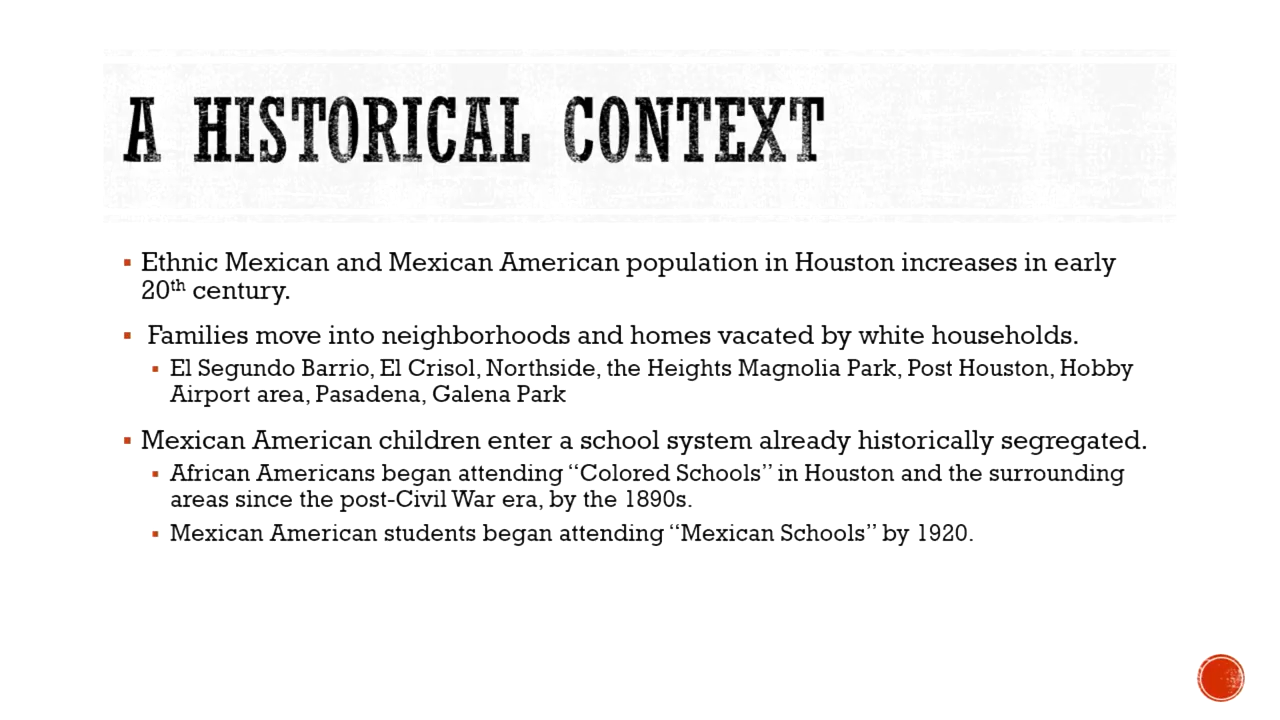 A HISTORICAL CONTEXT
▪ Ethnic Mexican and Mexican American population in Houston increases in early
20th century.
▪ Families move into neighborhoods and homes vacated by white households.
▪ El Segundo Barrio, El Crisol, Northside, the Heights Magnolia Park, Post Houston, Hobby
Airport area, Pasadena, Galena Park
▪ Mexican American children enter a school system already historically segregated.
▪ African Americans began attending “Colored Schools” in Houston and the surrounding
areas since the post-Civil War era, by the 1890s.
▪ Mexican American students began attending “Mexican Schools” by 1920.